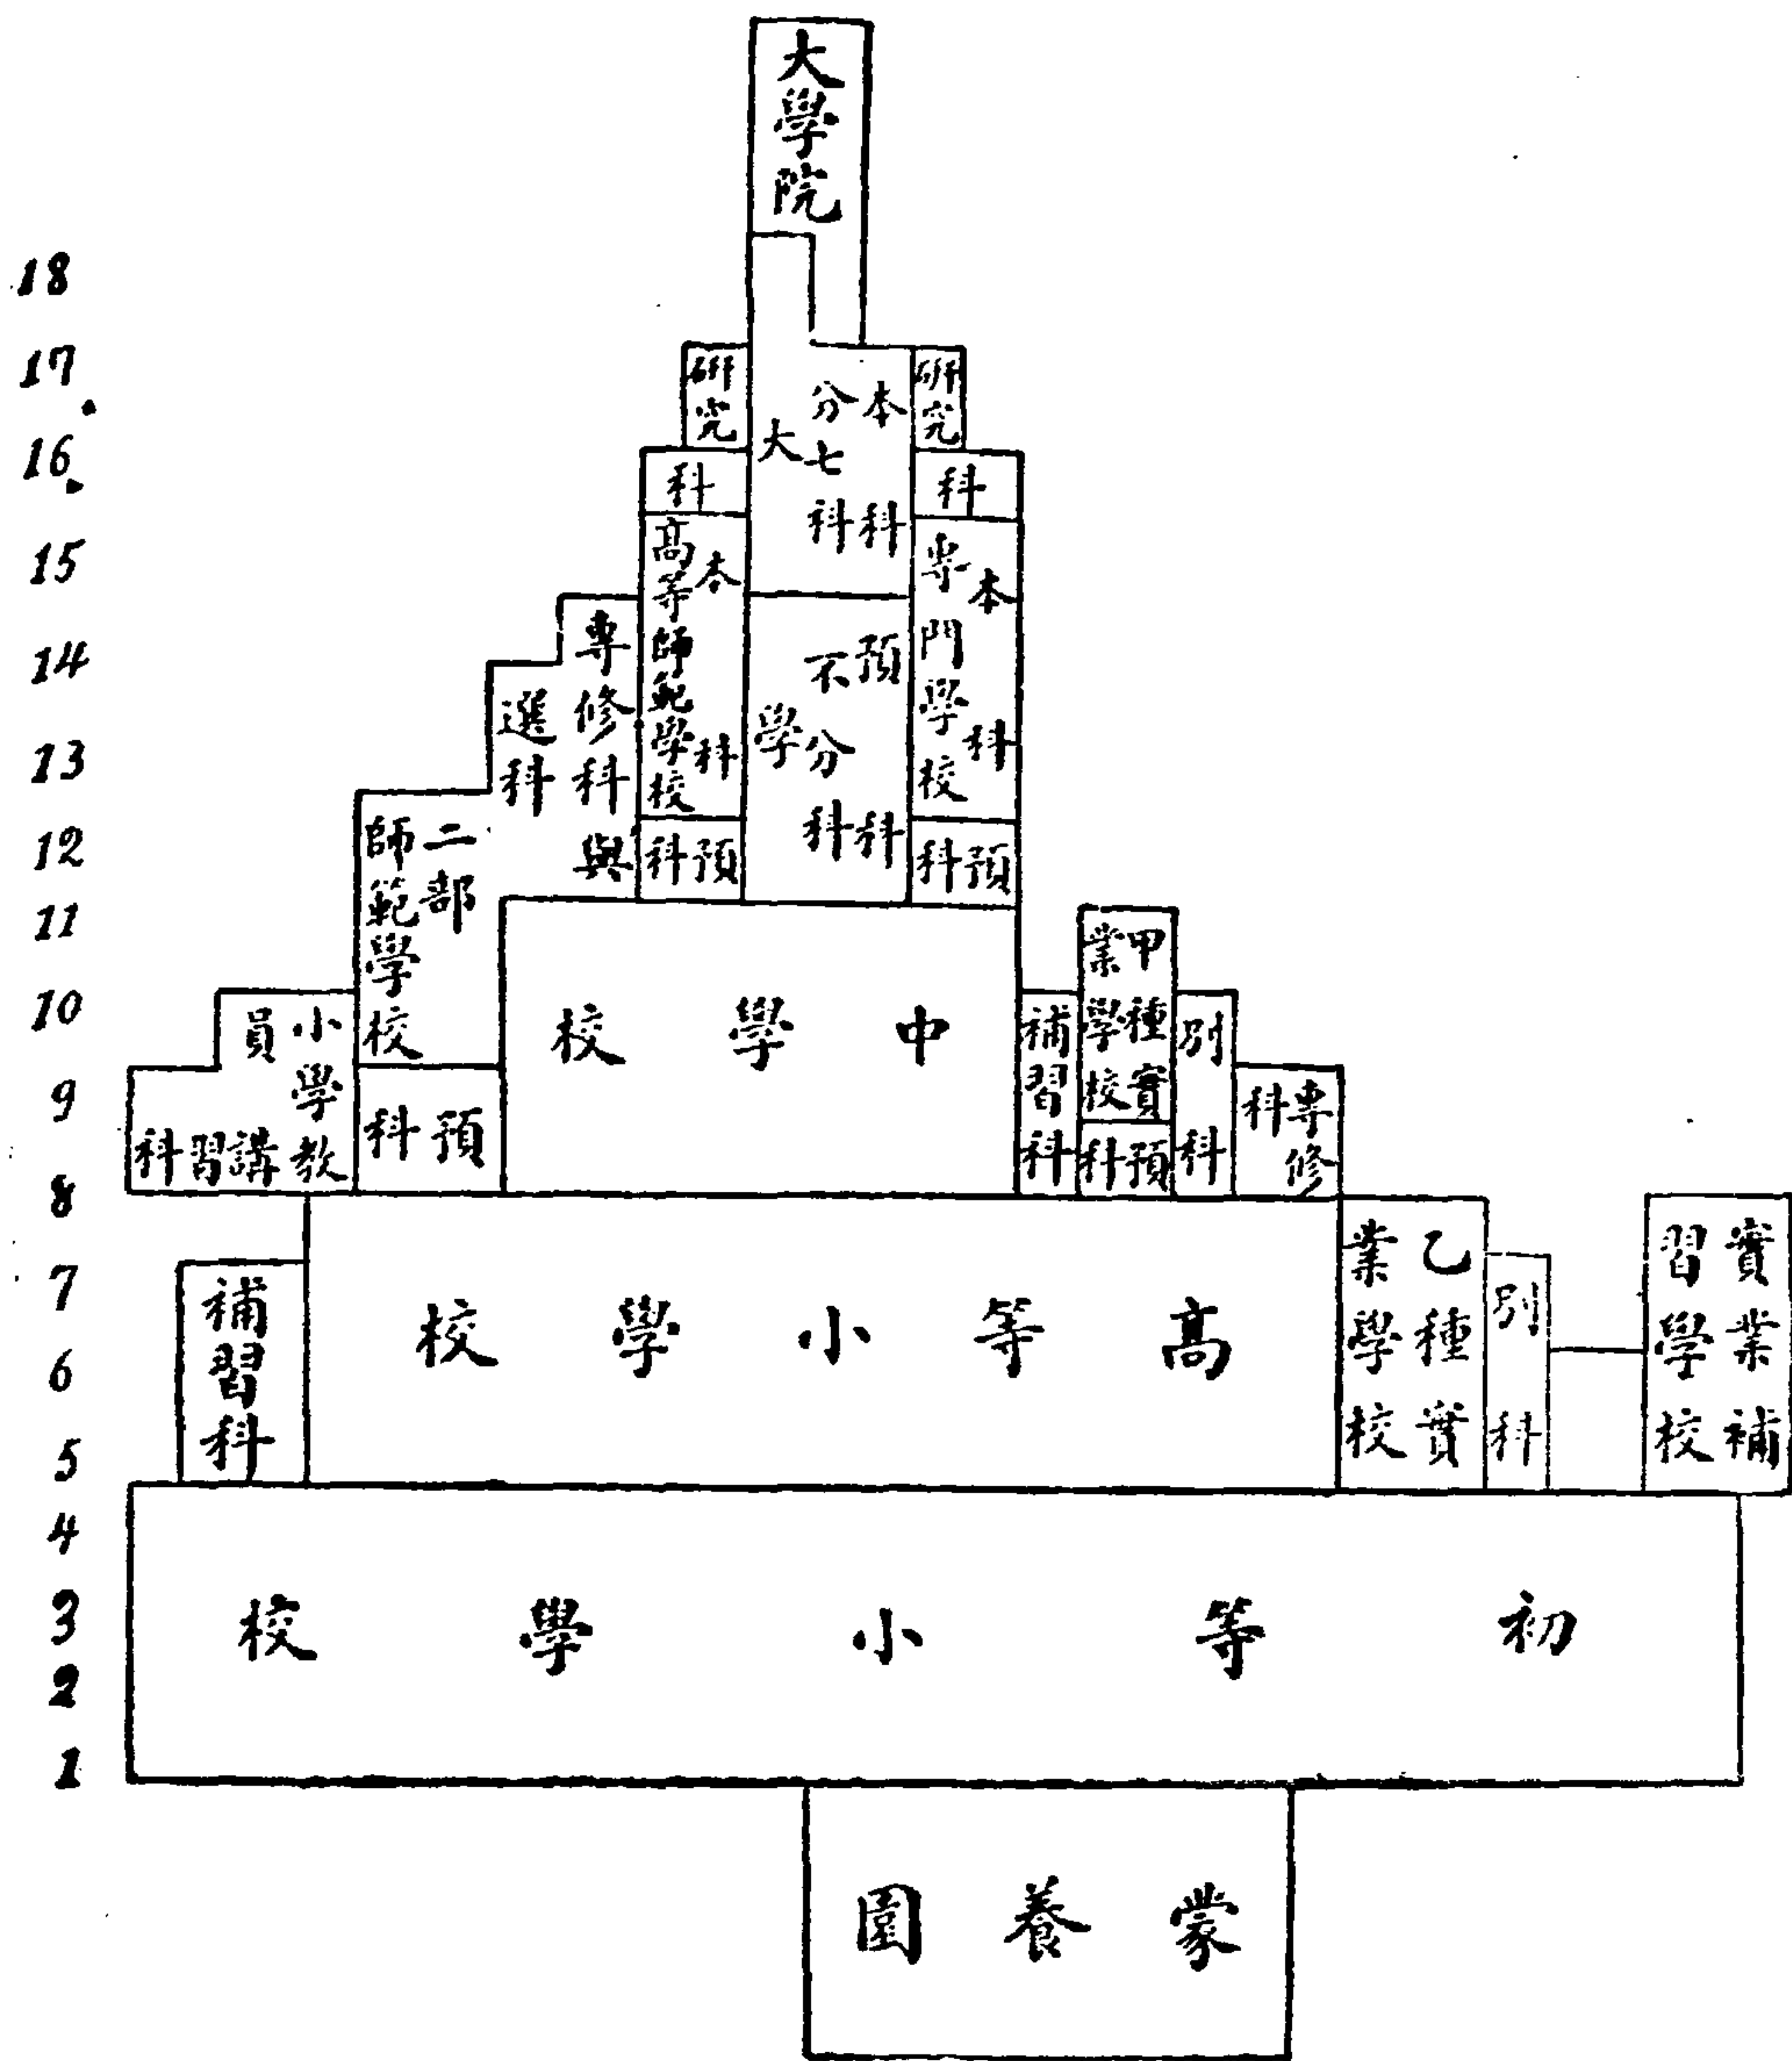 大學院
18
17
16
15
14
13
12
11
10
9
8
7
6
5
4
3
2
1
研究
科
大學
本科
分七科
預科
不分科
研究
科
高等師範學校
本科
預科
專門學校
本科
預科
專修科與
選科
二部
師範學校
預科
小學教
員
講習科
中學校
補習科
甲種實
業學校
預科
別科
專修
科
補習科
高等小學校
乙種實
業學校
別科
實業補
習學校
初等小學校
蒙養園